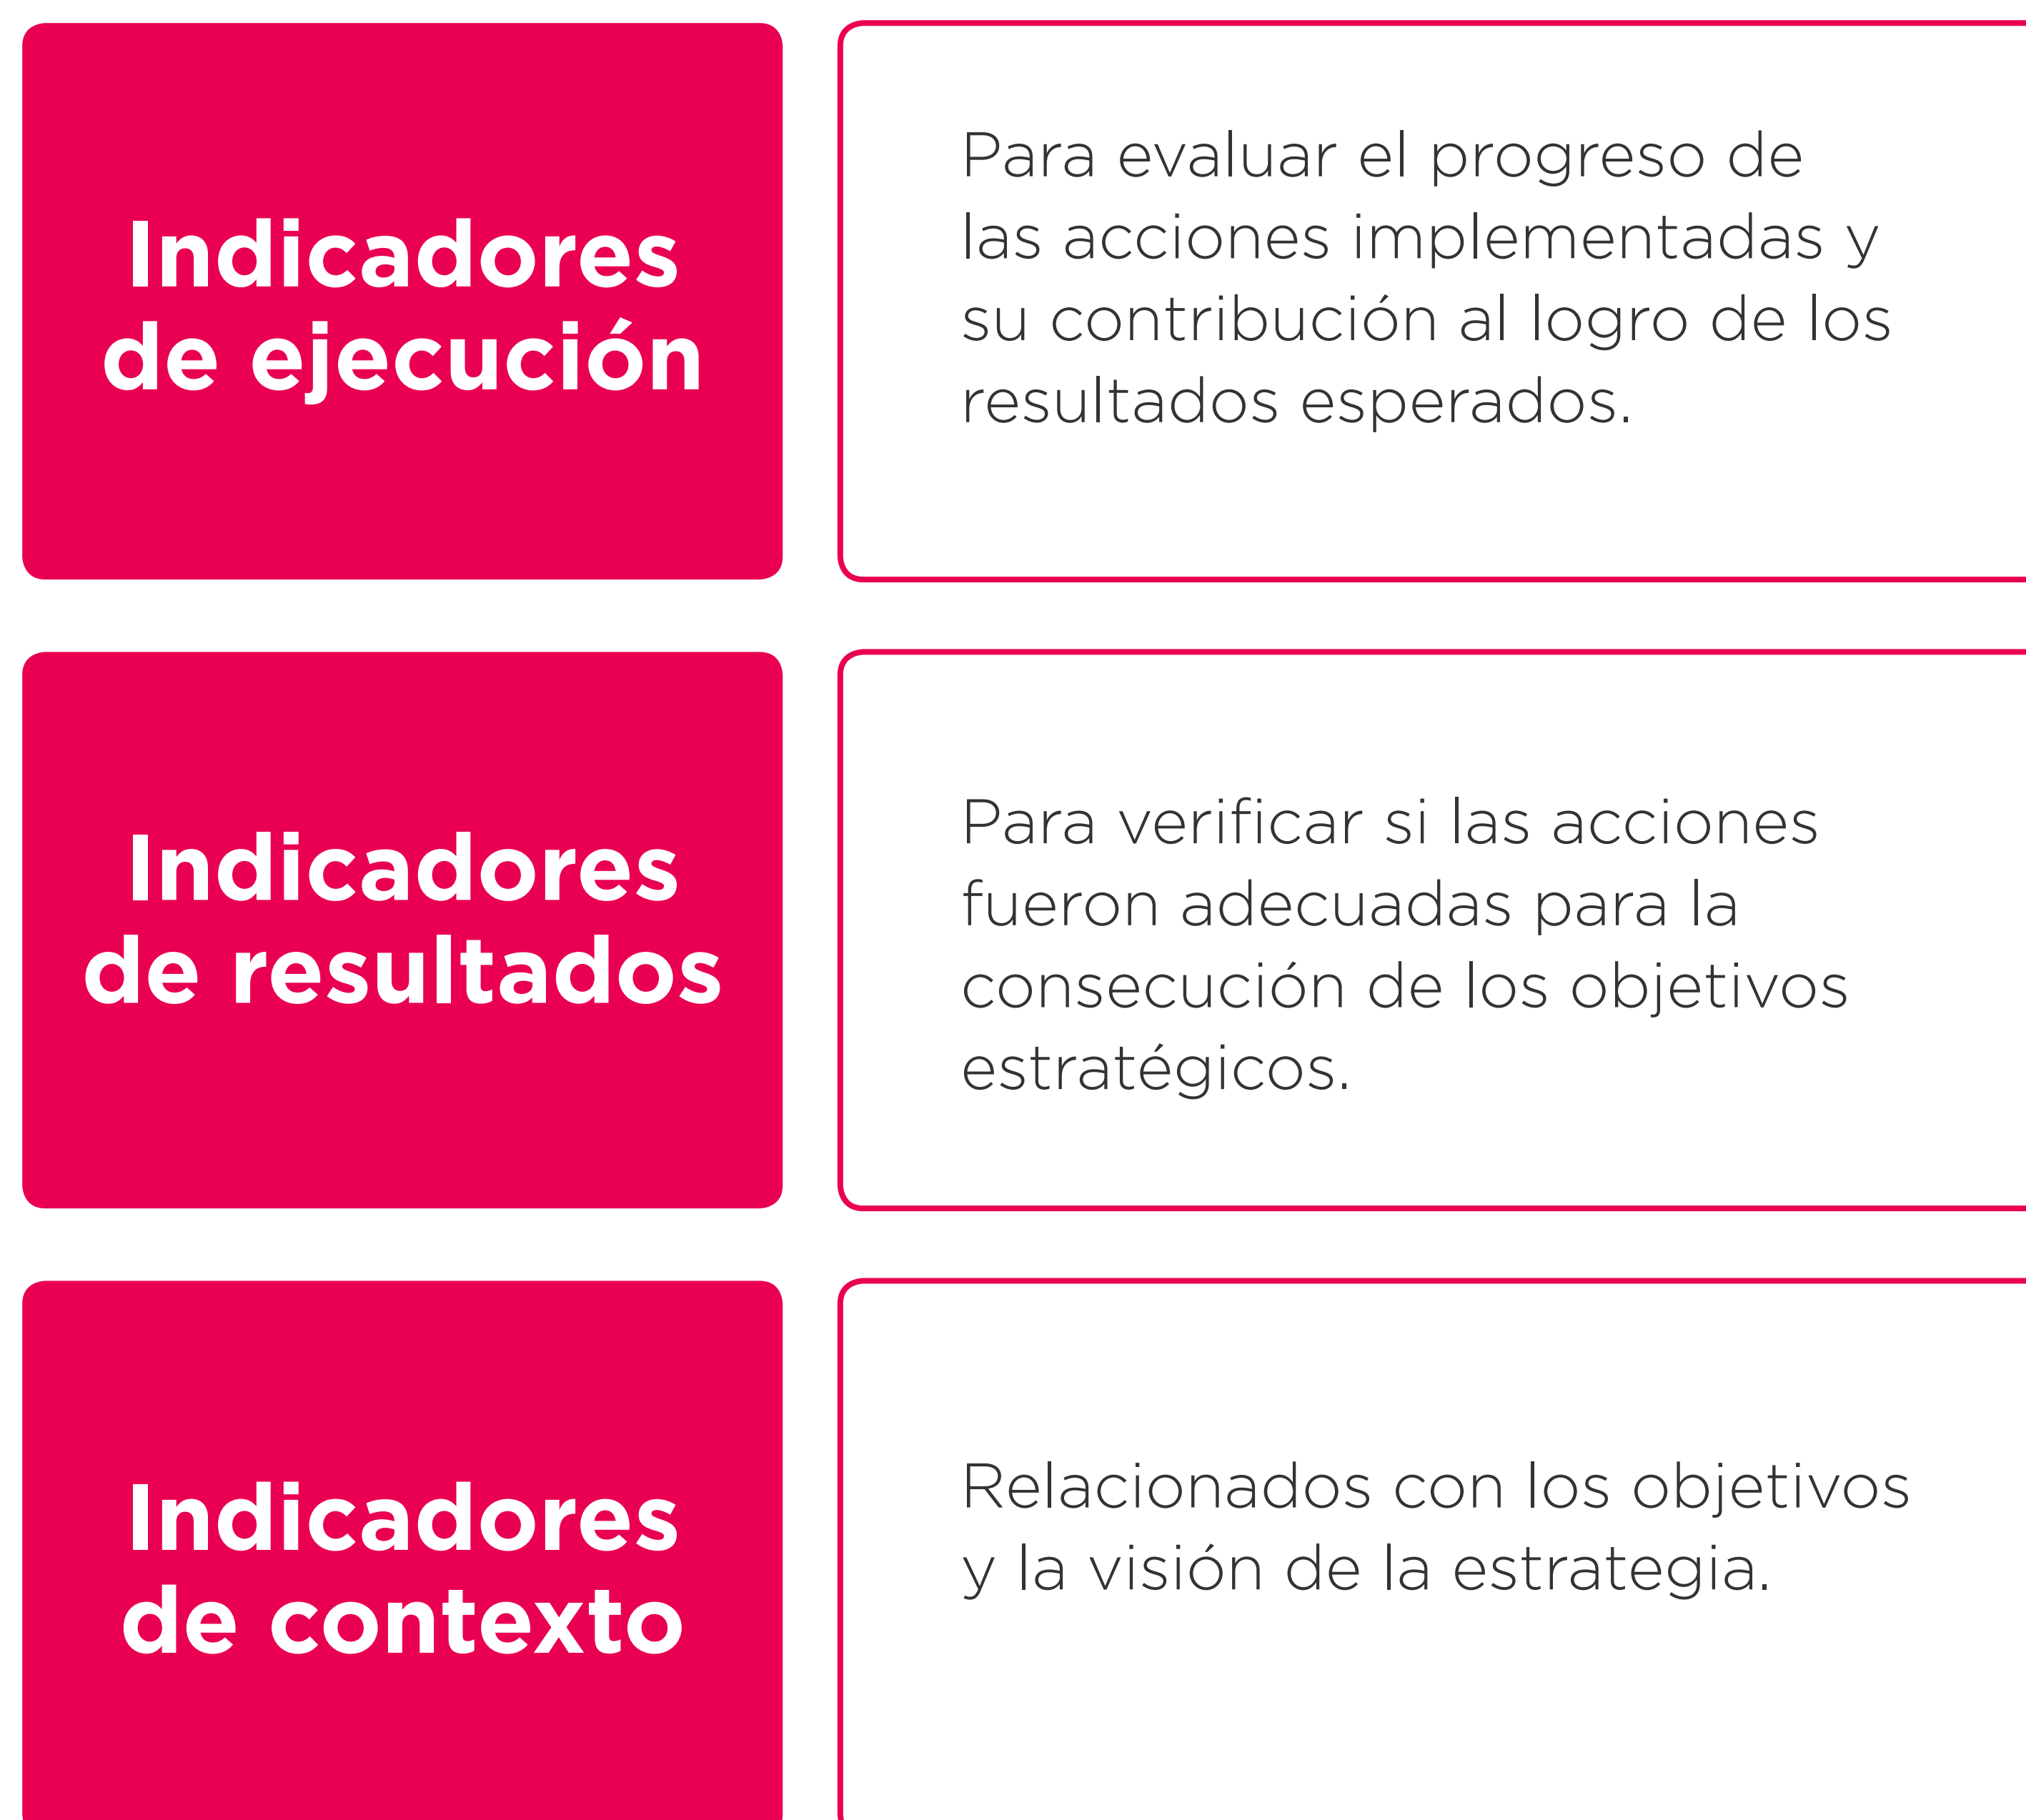 Indicadores
de ejecución
Para evaluar el progreso de
las acciones implementadas y
su contribución al logro de los
resultados esperados.
Indicadores
de resultados
Para verificar si las acciones
fueron adecuadas para la
consecución de los objetivos
estratégicos.
Indicadores
de contexto
Relacionados con los objetivos
y la visión de la estrategia.